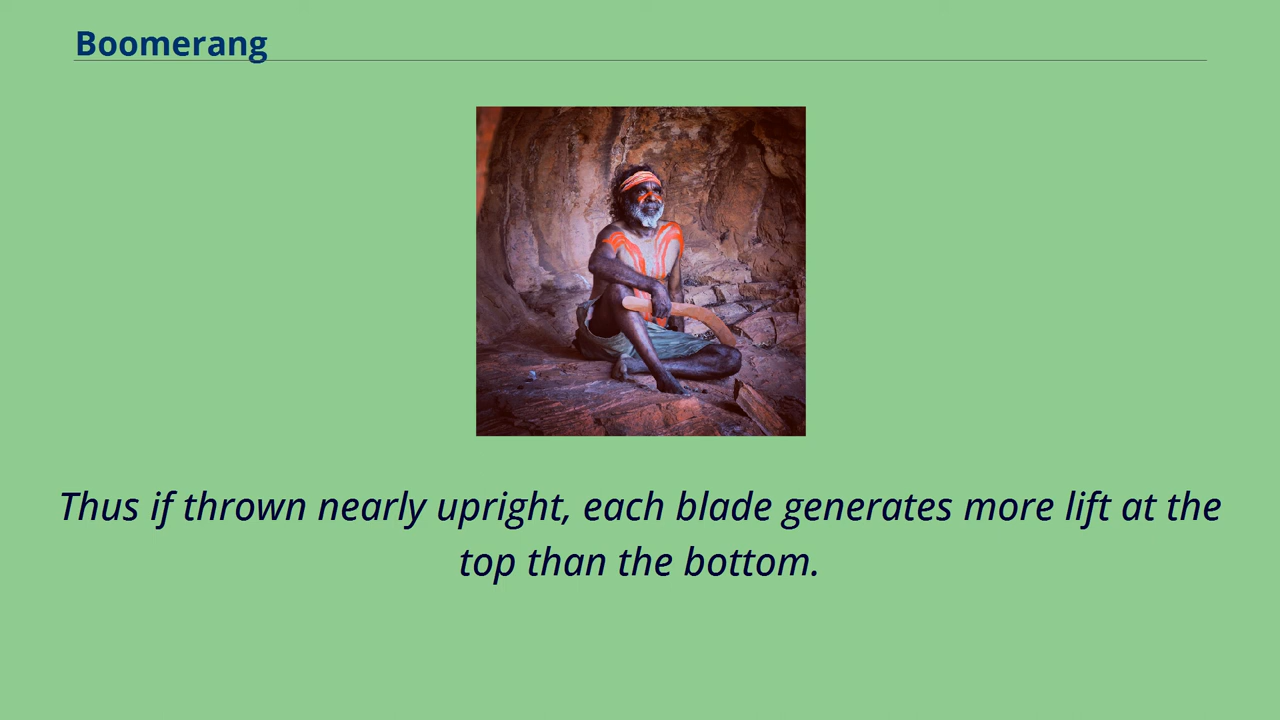 Boomerang
Thus if thrown nearly upright, each blade generates more lift at the
top than the bottom.